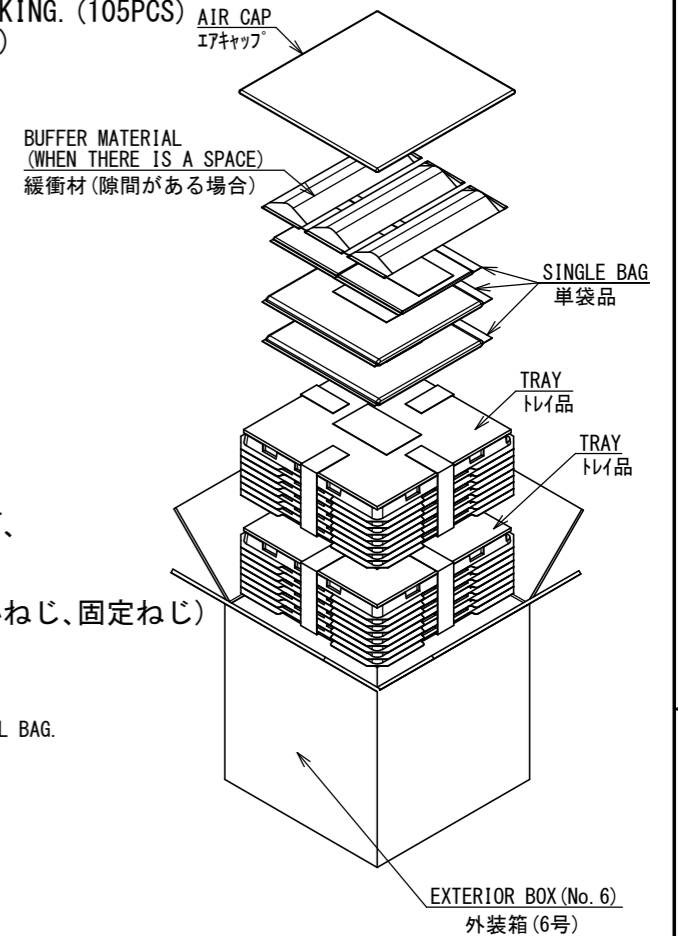 KING. (105PCS)
)
AIR CAP
エアキャップ
BUFFER MATERIAL
(WHEN THERE IS A SPACE)
緩衝材(隙間がある場合)
SINGLE BAG
単袋品
TRAY
トレイ品
TRAY
トレイ品
、
ねじ、固定ねじ)
L BAG.
EXTERIOR BOX(No.6)
外装箱(6号)